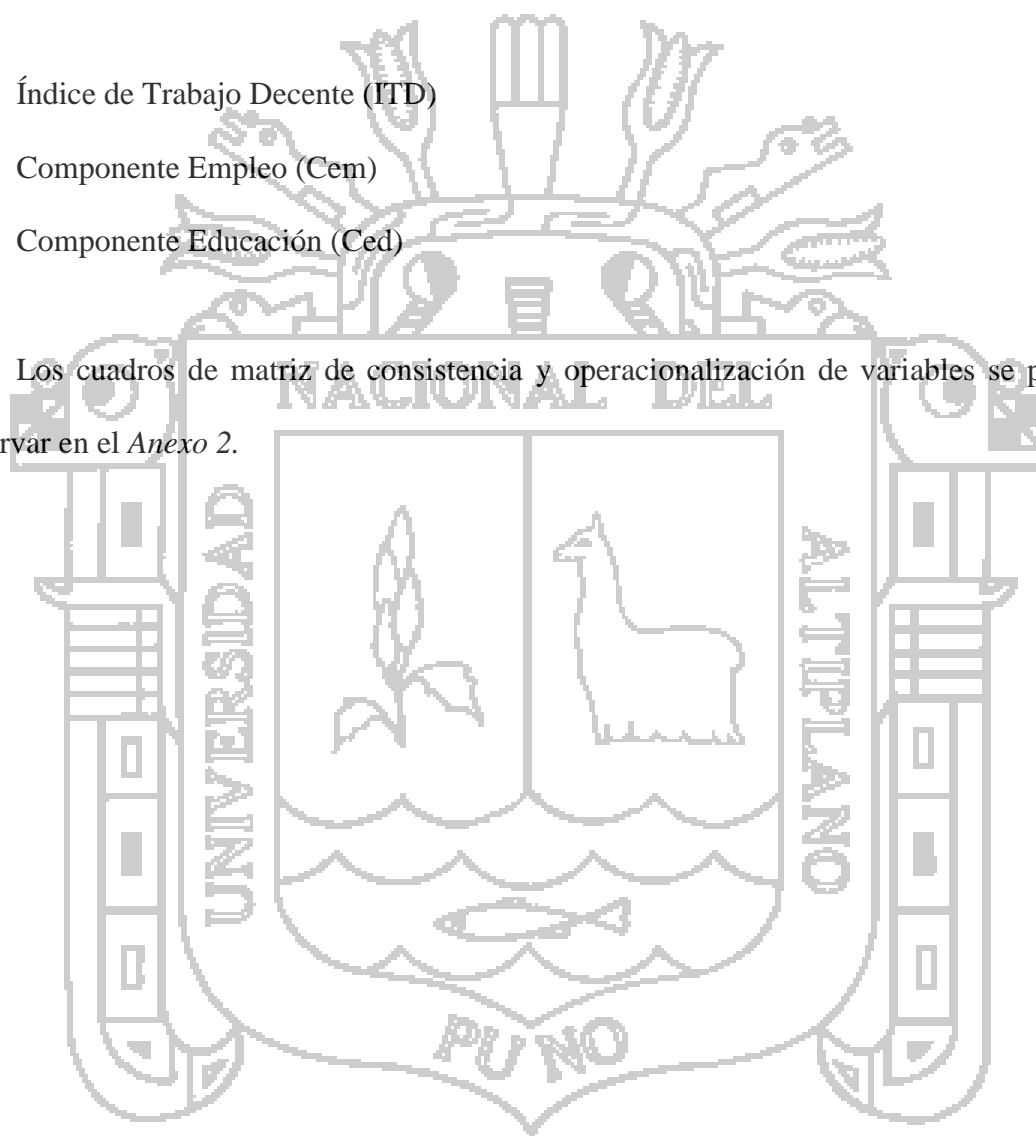 Índice de Trabajo Decente (ITD)
Componente Empleo (Cem)
Componente Educación (Ced)
Los cuadros de matriz de consistencia y operacionalización de variables se p
rvar en el Anexo 2.
NACIONAL DEL
UNIVERSIDAD
ALTIPLANO
PUNO